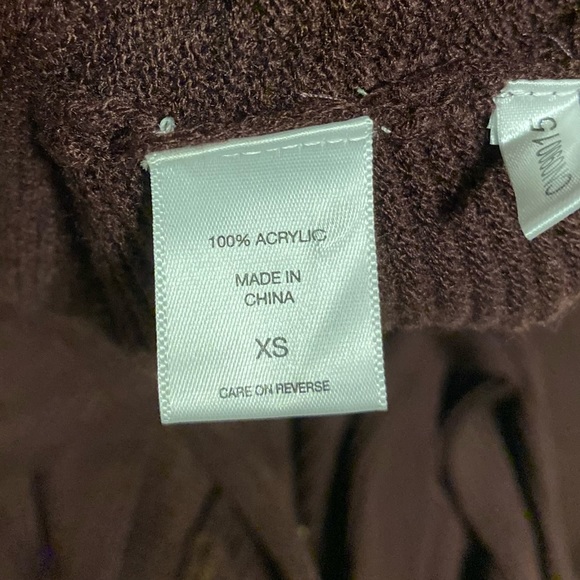 100% ACRYLIC
MADE IN
CHINA
XS
CARE ON REVERSE